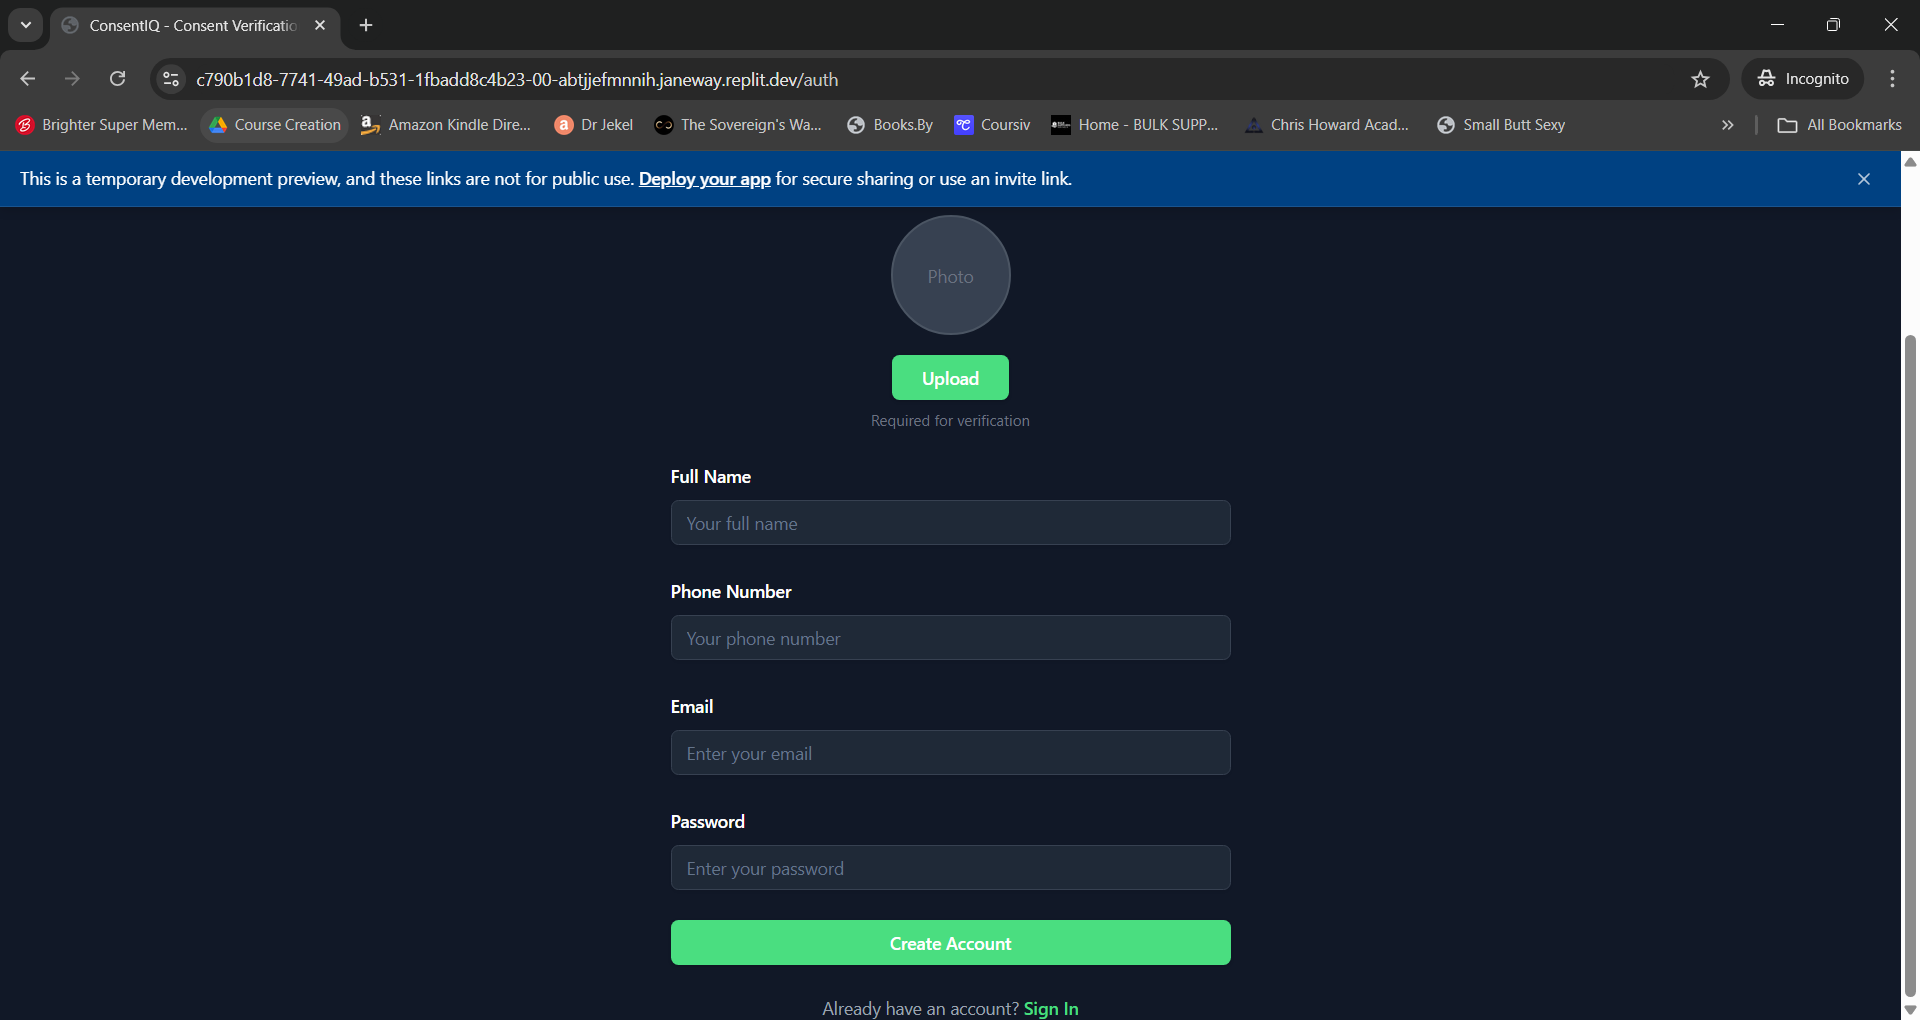 ConsentIQ - Consent Verificatio
c790b1d8-7741-49ad-b531-1fbadd8c4b23-00-abtjjefmnnih.janeway.replit.dev/auth
Incognito
Brighter Super Mem... Course Creation Amazon Kindle Dire... Dr Jekel The Sovereign's Wa... Books.By Coursiv Home - BULK SUPP... Chris Howard Acad... Small Butt Sexy All Bookmarks
This is a temporary development preview, and these links are not for public use. Deploy your app for secure sharing or use an invite link.
Photo
Upload
Required for verification
Full Name
Your full name
Phone Number
Your phone number
Email
Enter your email
Password
Enter your password
Create Account
Already have an account? Sign In